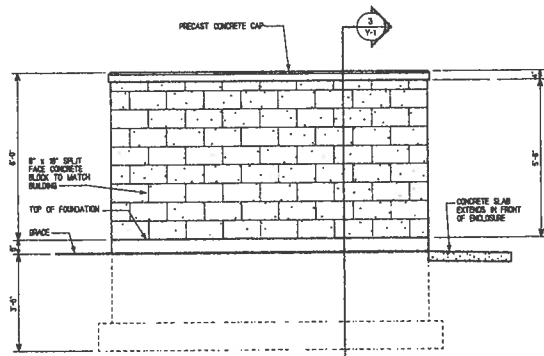 PRECAST CONCRETE CAP
3
Y-1
6'-0"
8" x 16" SPLIT
FACE CONCRETE
BLOCK TO MATCH
BUILDING
TOP OF FOUNDATION
GRADE
3'-0"
5'-8"
CONCRETE SLAB
EXTENDS IN FRONT
OF ENCLOSURE